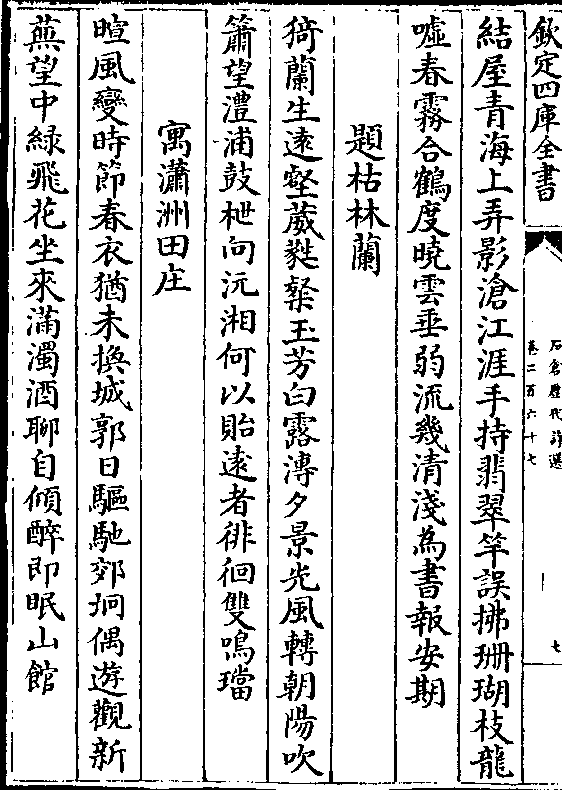 欽定四庫全書
石倉歷代詩選
卷二百六十七
七
結屋青海上弄影滄江涯手持翡翠竿誤拂珊瑚枝龍
嘘春霧合鶴度曉雲垂弱流幾清淺為書報安期
題枯林蘭
猗蘭生遠壑葳蕤粲玉芳白露漙夕景光風轉朝陽吹
簫望澧浦鼓枻向沅湘何以貽遠者徘徊雙鳴璫
寓瀟洲田庄
暄風變時節春衣猶未換城郭日驅馳郊坰偶遊觀新
蕪望中緑飛花坐來滿濁酒聊自傾醉即眠山館